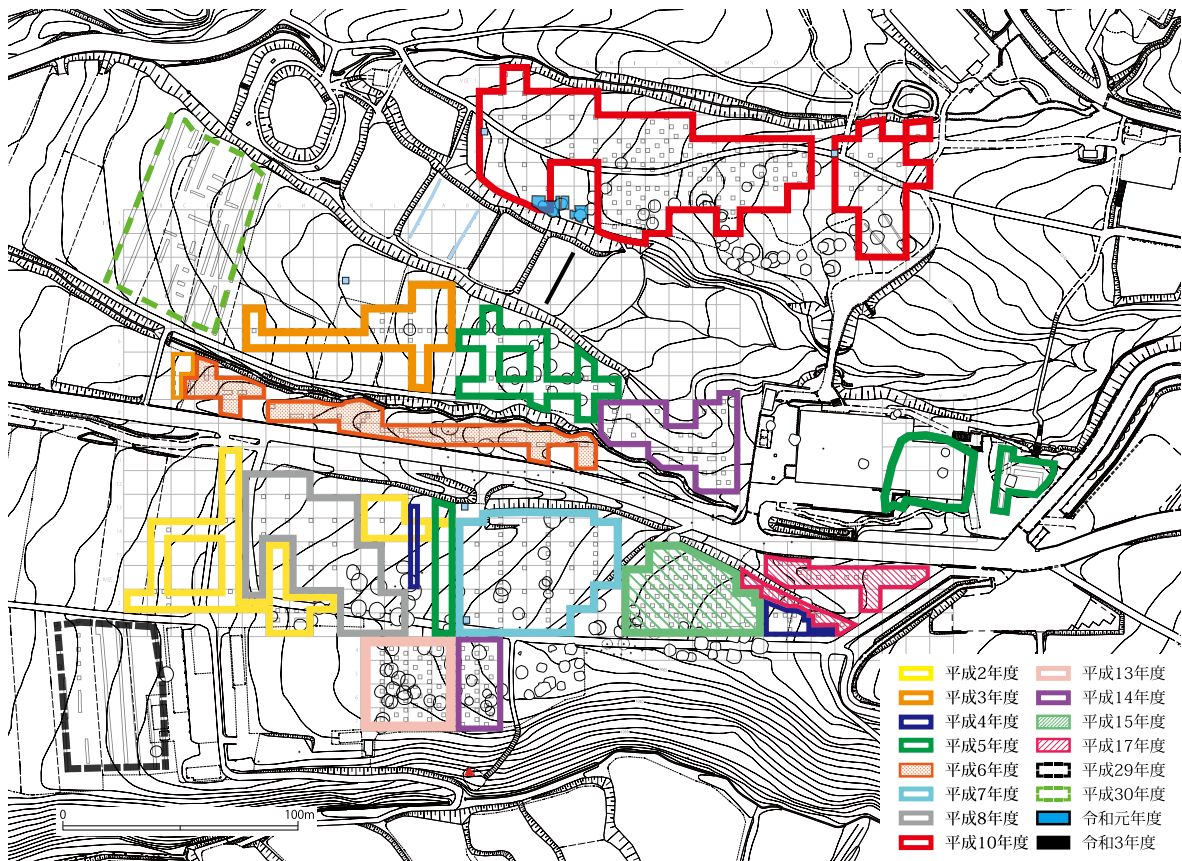 平成2年度
平成3年度
平成4年度
平成5年度
平成6年度
平成7年度
平成8年度
平成10年度
平成13年度
平成14年度
平成15年度
平成17年度
平成29年度
平成30年度
令和元年度
令和3年度
0 100m